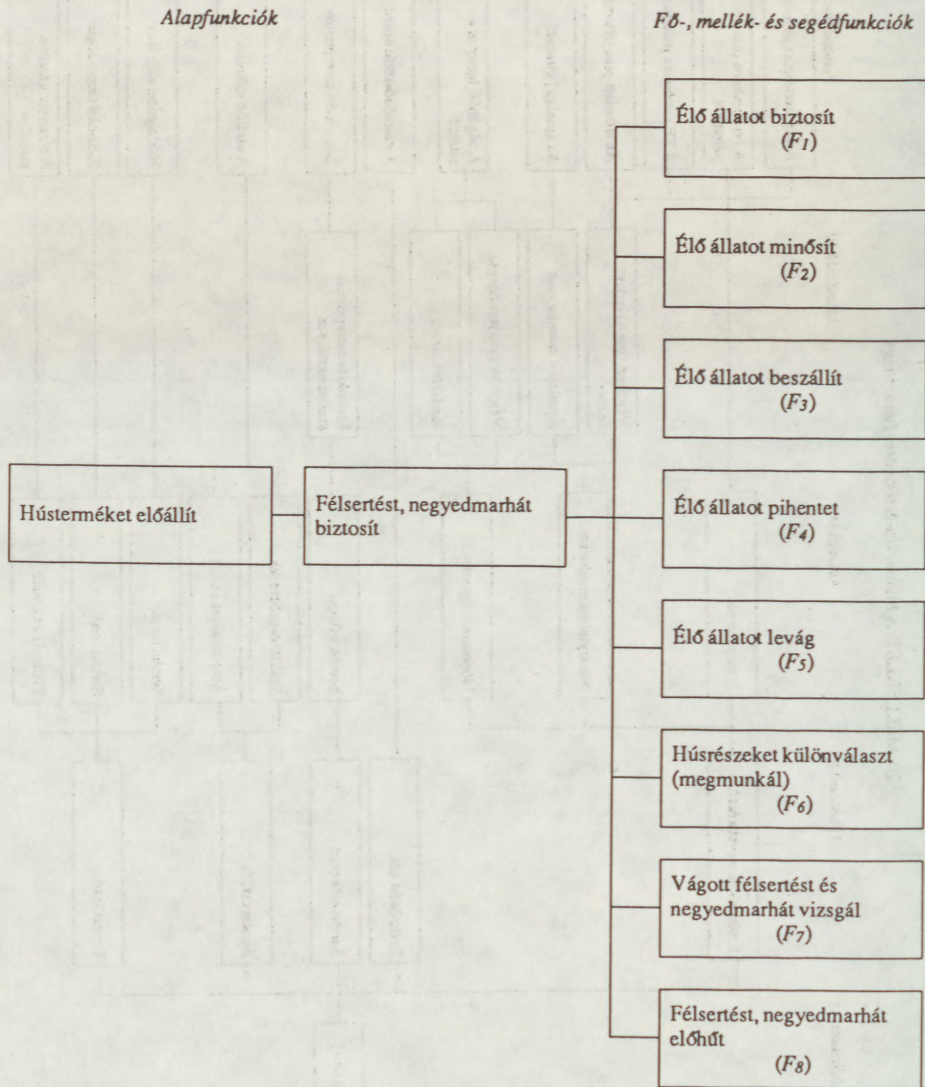 Alapfunkciók
Fő-, mellék- és segédfunkciók
Élő állatot biztosít
(F1)
Élő állatot minősít
(F2)
Élő állatot beszállít
(F3)
Hústerméket előállít
Félsertést, negyedmarhát
biztosít
Élő állatot pihentet
(F4)
Élő állatot levág
(F5)
Húsrészeket különválaszt
(megmunkál)
(F6)
Vágott félsertést és
negyedmarhát vizsgál
(F7)
Félsertést, negyedmarhát
előhűt
(F8)